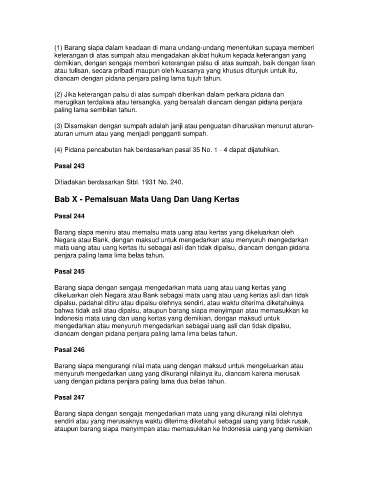 (1) Barang siapa dalam keadaan di mana undang-undang menentukan supaya memberi
keterangan di atas sumpah atau mengadakan akibat hukum kepada keterangan yang
demikian, dengan sengaja memberi keterangan palsu di atas sumpah, baik dengan lisan
atau tulisan, secara pribadi maupun oleh kuasanya yang khusus ditunjuk untuk itu,
diancam dengan pidana penjara paling lama tujuh tahun.
(2) Jika keterangan palsu di atas sumpah diberikan dalam perkara pidana dan
merugikan terdakwa atau tersangka, yang bersalah diancam dengan pidana penjara
paling lama sembilan tahun.
(3) Disamakan dengan sumpah adalah janji atau penguatan diharuskan menurut aturan-
aturan umum atau yang menjadi pengganti sumpah.
(4) Pidana pencabutan hak berdasarkan pasal 35 No. 1 - 4 dapat dijatuhkan.
Pasal 243
Ditiadakan berdasarkan Stbl. 1931 No. 240.
Bab X - Pemalsuan Mata Uang Dan Uang Kertas
Pasal 244
Barang siapa meniru atau memalsu mata uang atau kertas yang dikeluarkan oleh
Negara atau Bank, dengan maksud untuk mengedarkan atau menyuruh mengedarkan
mata uang atau uang kertas itu sebagai asli dan tidak dipalsu, diancam dengan pidana
penjara paling lama lima belas tahun.
Pasal 245
Barang siapa dengan sengaja mengedarkan mata uang atau uang kertas yang
dikeluarkan oleh Negara atau Bank sebagai mata uang atau uang kertas asli dan tidak
dipalsu, padahal ditiru atau dipalsu olehnya sendiri, atau waktu diterima diketahuinya
bahwa tidak asli atau dipalsu, ataupun barang siapa menyimpan atau memasukkan ke
Indonesia mata uang dan uang kertas yang demikian, dengan maksud untuk
mengedarkan atau menyuruh mengedarkan sebagai uang asli dan tidak dipalsu,
diancam dengan pidana penjara paling lama lima belas tahun.
Pasal 246
Barang siapa mengurangi nilai mata uang dengan maksud untuk mengeluarkan atau
menyuruh mengedarkan uang yang dikurangi nilainya itu, diancam karena merusak
uang dengan pidana penjara paling lama dua belas tahun.
Pasal 247
Barang siapa dengan sengaja mengedarkan mata uang yang dikurangi nilai olehnya
sendiri atau yang merusaknya waktu diterima diketahui sebagai uang yang tidak rusak,
ataupun barang siapa menyimpan atau memasukkan ke Indonesia uang yang demikian